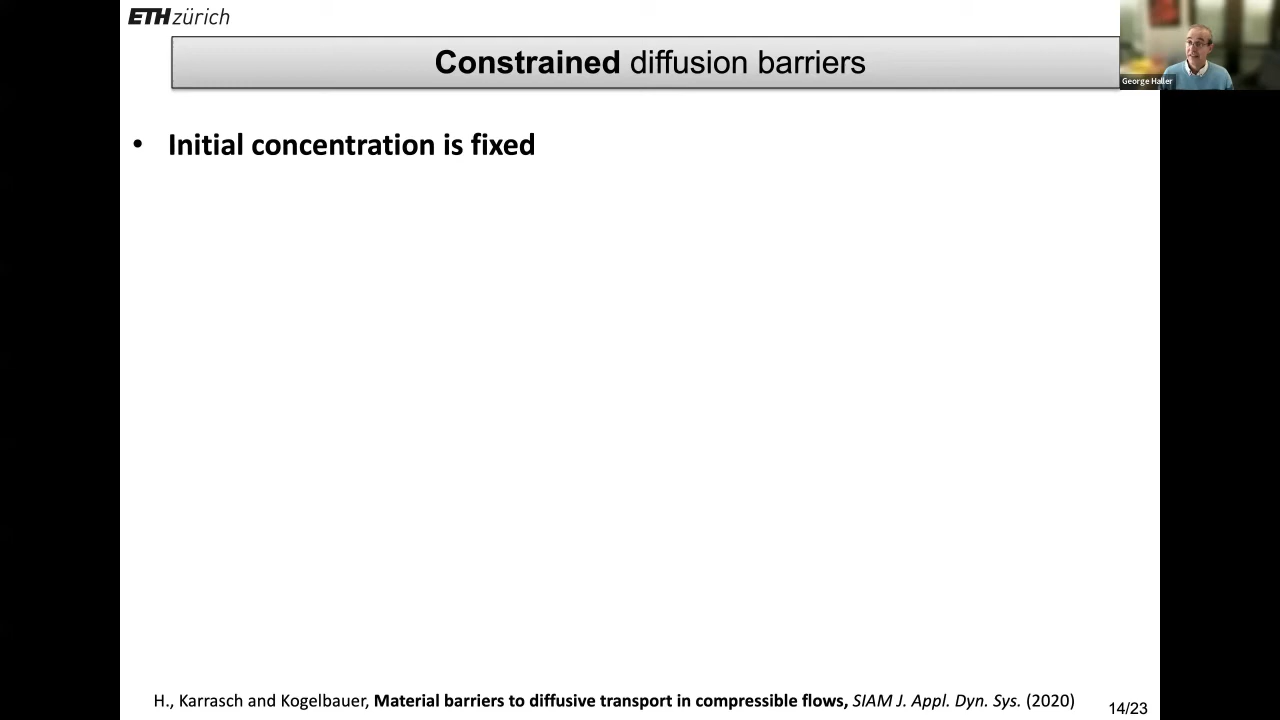 ETH zürich
Constrained diffusion barriers
George Haller
• Initial concentration is fixed
H., Karrasch and Kogelbauer, Material barriers to diffusive transport in compressible flows, SIAM J. Appl. Dyn. Sys. (2020)
14/23